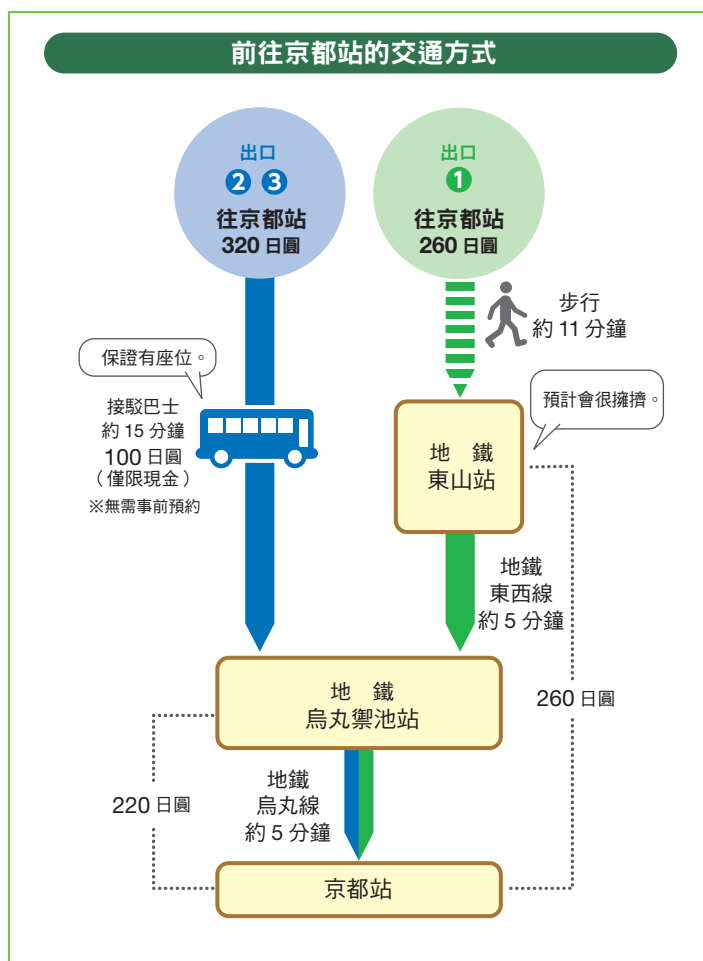 前往京都站的交通方式
出口
❷ ❸
往京都站
320 日圓
出口
❶
往京都站
260 日圓
步行
約 11 分鐘
保證有座位。
接駁巴士
約 15 分鐘
100 日圓
（僅限現金）
※無需事前預約
預計會很擁擠。
地　鐵
東山站
地鐵
東西線
約 5 分鐘
地　鐵
烏丸禦池站
260 日圓
220 日圓
地鐵
烏丸線
約 5 分鐘
京都站